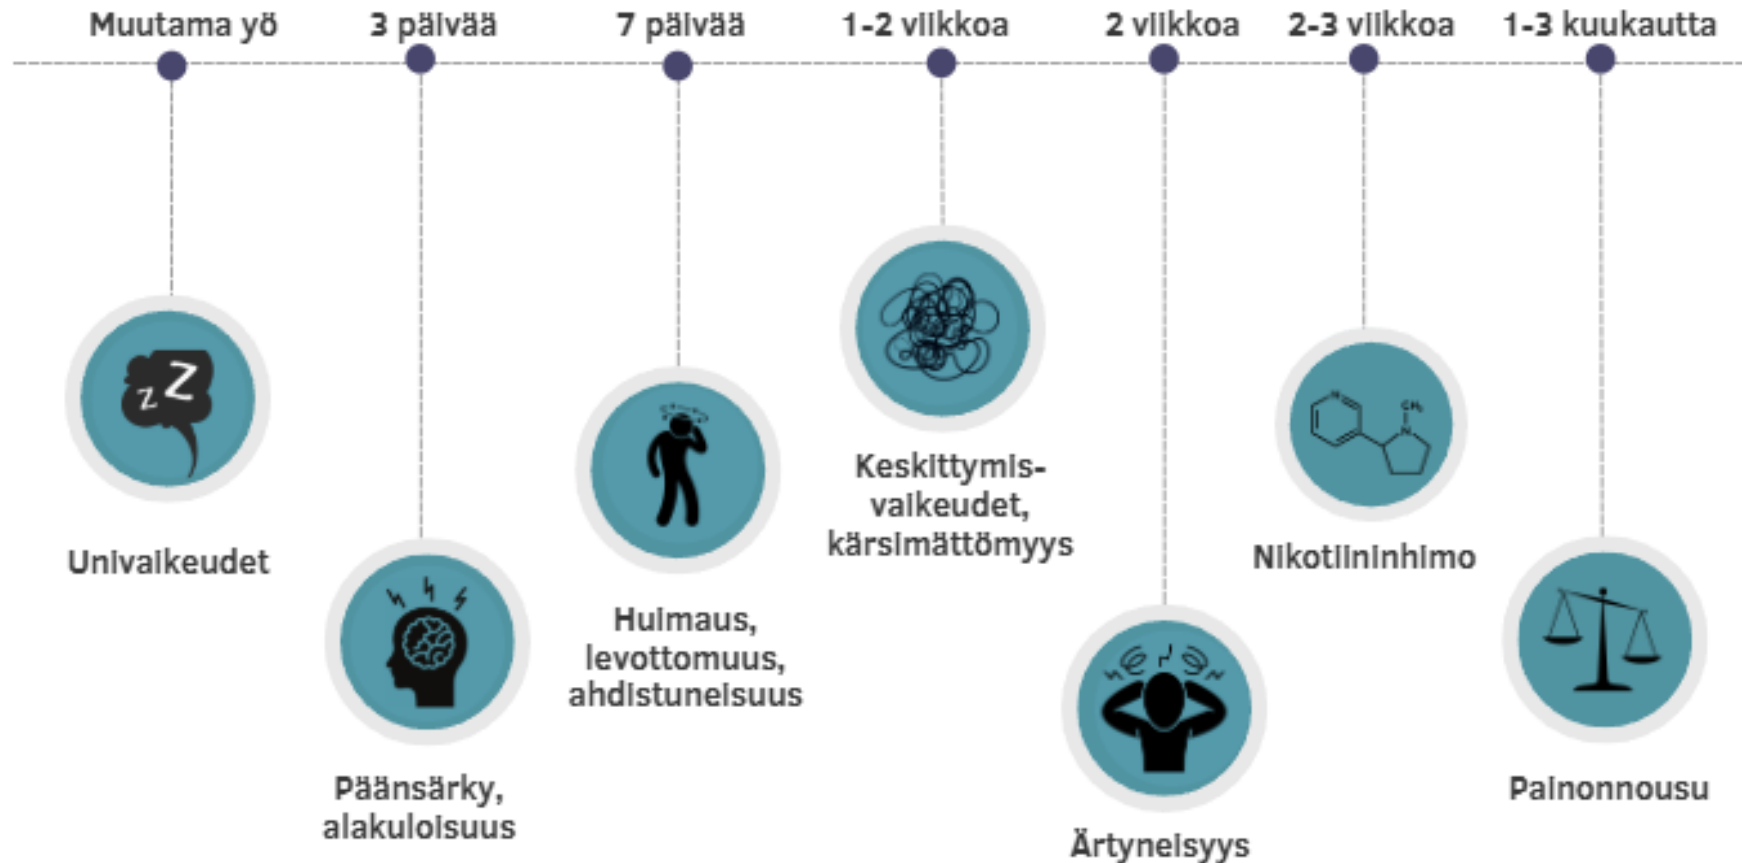 Muutama yö
3 päivää
7 päivää
1-2 viikkoa
2 viikkoa
2-3 viikkoa
1-3 kuukautta
z Z
Univaikeudet
Päänsärky,
alakuloisuus
Huimaus,
levottomuus,
ahdistuneisuus
Keskittymis-
vaikeudet,
kärsimättömyys
Ärtyneisyys
N
CH₃
N
Nikotiininhimo
Painonnousu